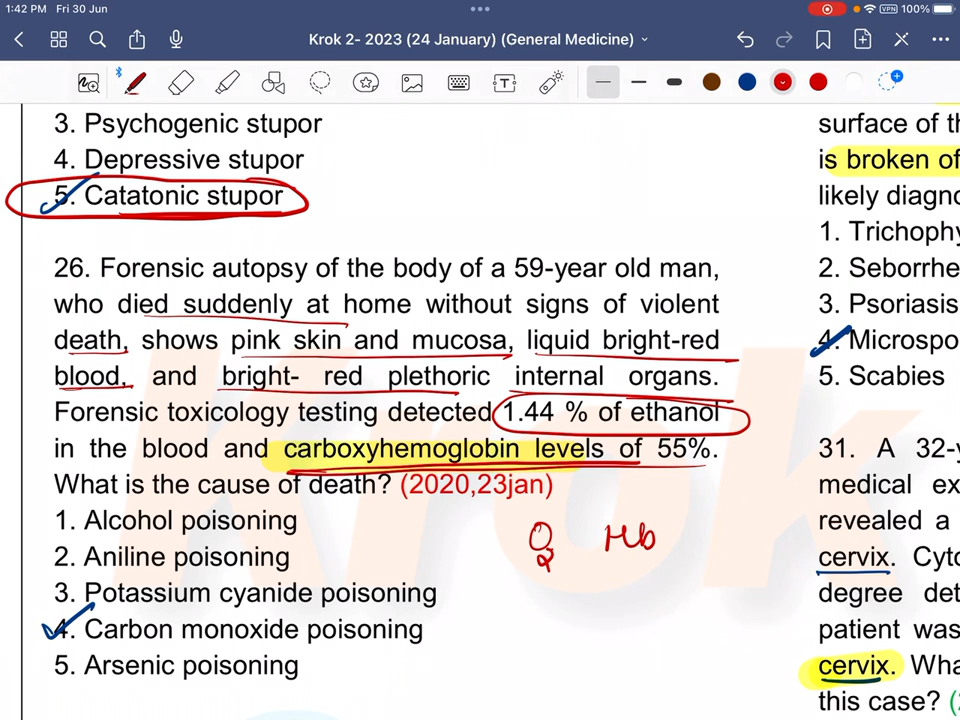 1:42 PM Fri 30 Jun
VPN 100%
Krok 2- 2023 (24 January) (General Medicine)
3. Psychogenic stupor
4. Depressive stupor
5. Catatonic stupor
26. Forensic autopsy of the body of a 59-year old man,
who died suddenly at home without signs of violent
death, shows pink skin and mucosa, liquid bright-red
blood, and bright- red plethoric internal organs.
Forensic toxicology testing detected 1.44 % of ethanol
in the blood and carboxyhemoglobin levels of 55%.
What is the cause of death? (2020,23jan)
1. Alcohol poisoning
2. Aniline poisoning
3. Potassium cyanide poisoning
4. Carbon monoxide poisoning
5. Arsenic poisoning
O2 Hb
Krok
surface of th
is broken of
likely diagno
1. Trichophy
2. Seborrhe
3. Psoriasis
4. Microspo
5. Scabies
31. A 32-y
medical ex
revealed a
cervix. Cyto
degree det
patient was
cervix. Wha
this case? (